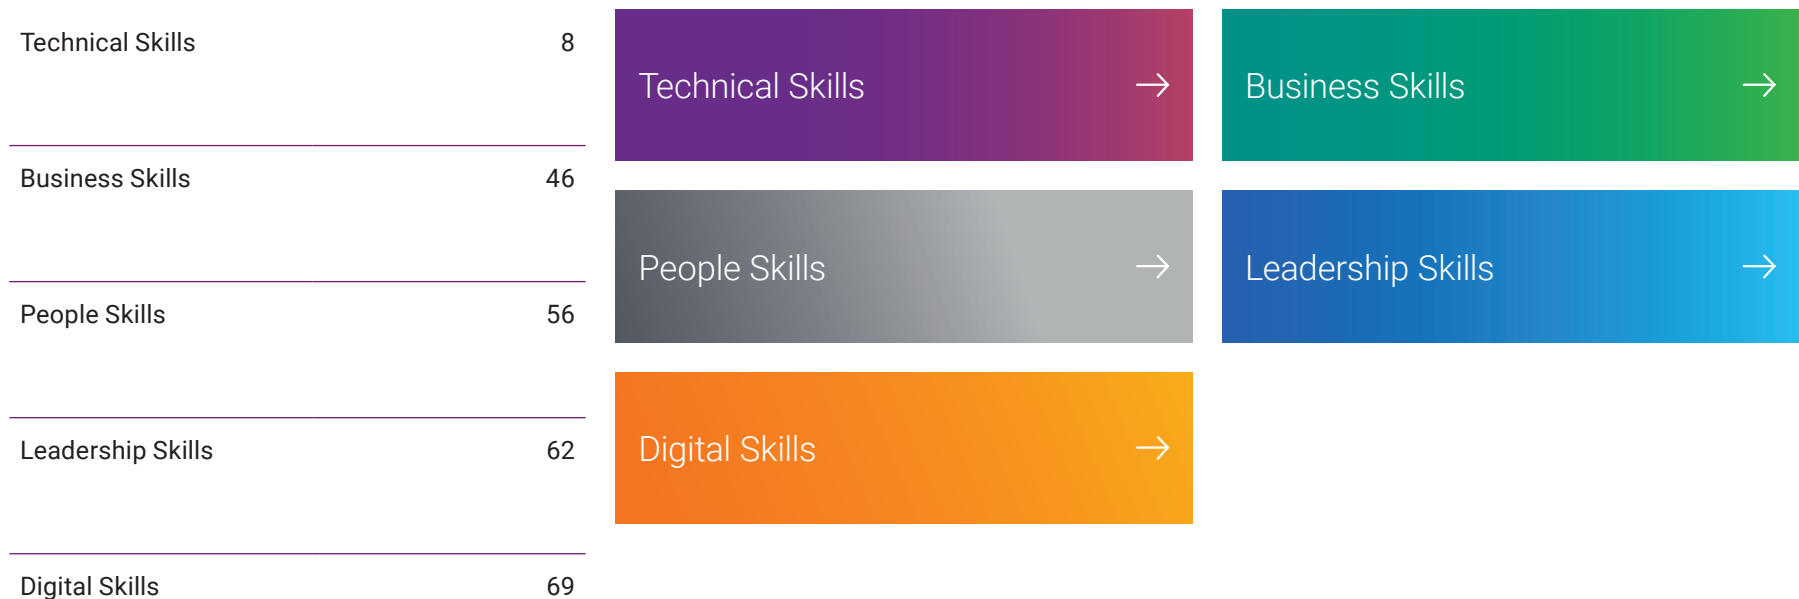 Technical Skills 8
Business Skills 46
People Skills 56
Leadership Skills 62
Digital Skills 69
Technical Skills →
Business Skills →
People Skills →
Leadership Skills →
Digital Skills →